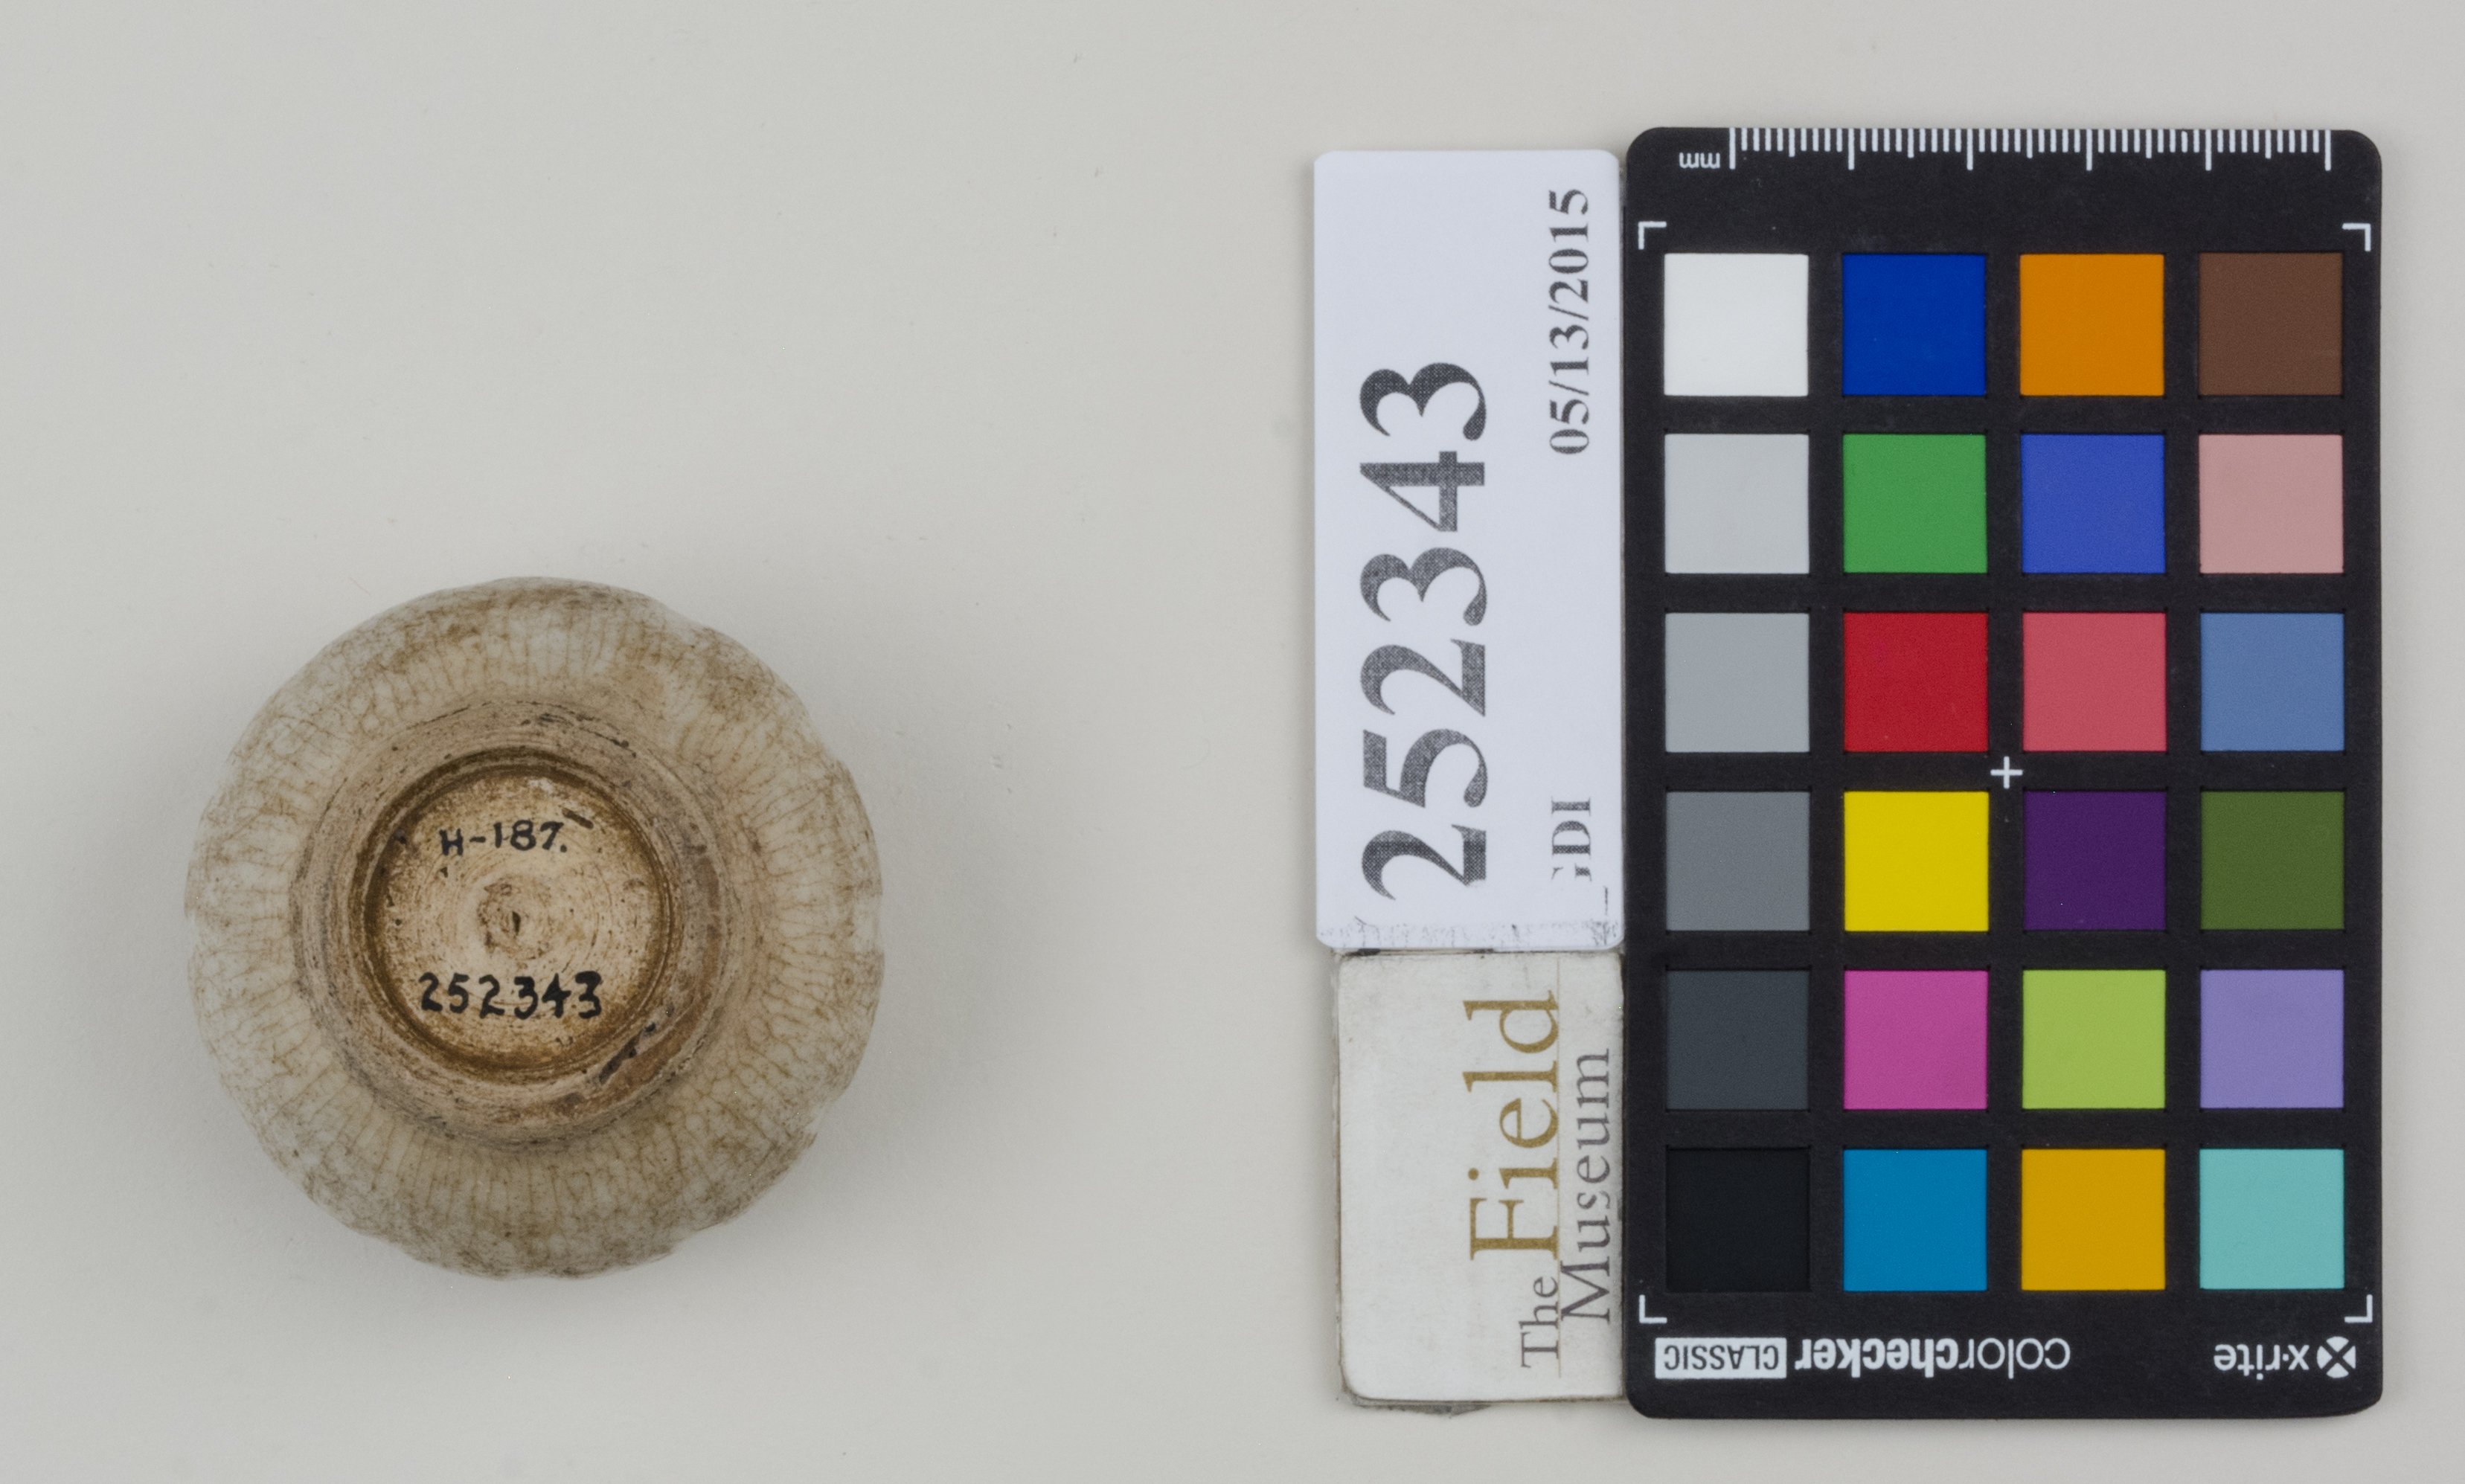 H-187.
252343
252343
05/13/2015
GDI
The Field
Museum
mm
x·rite
colorchecker CLASSIC